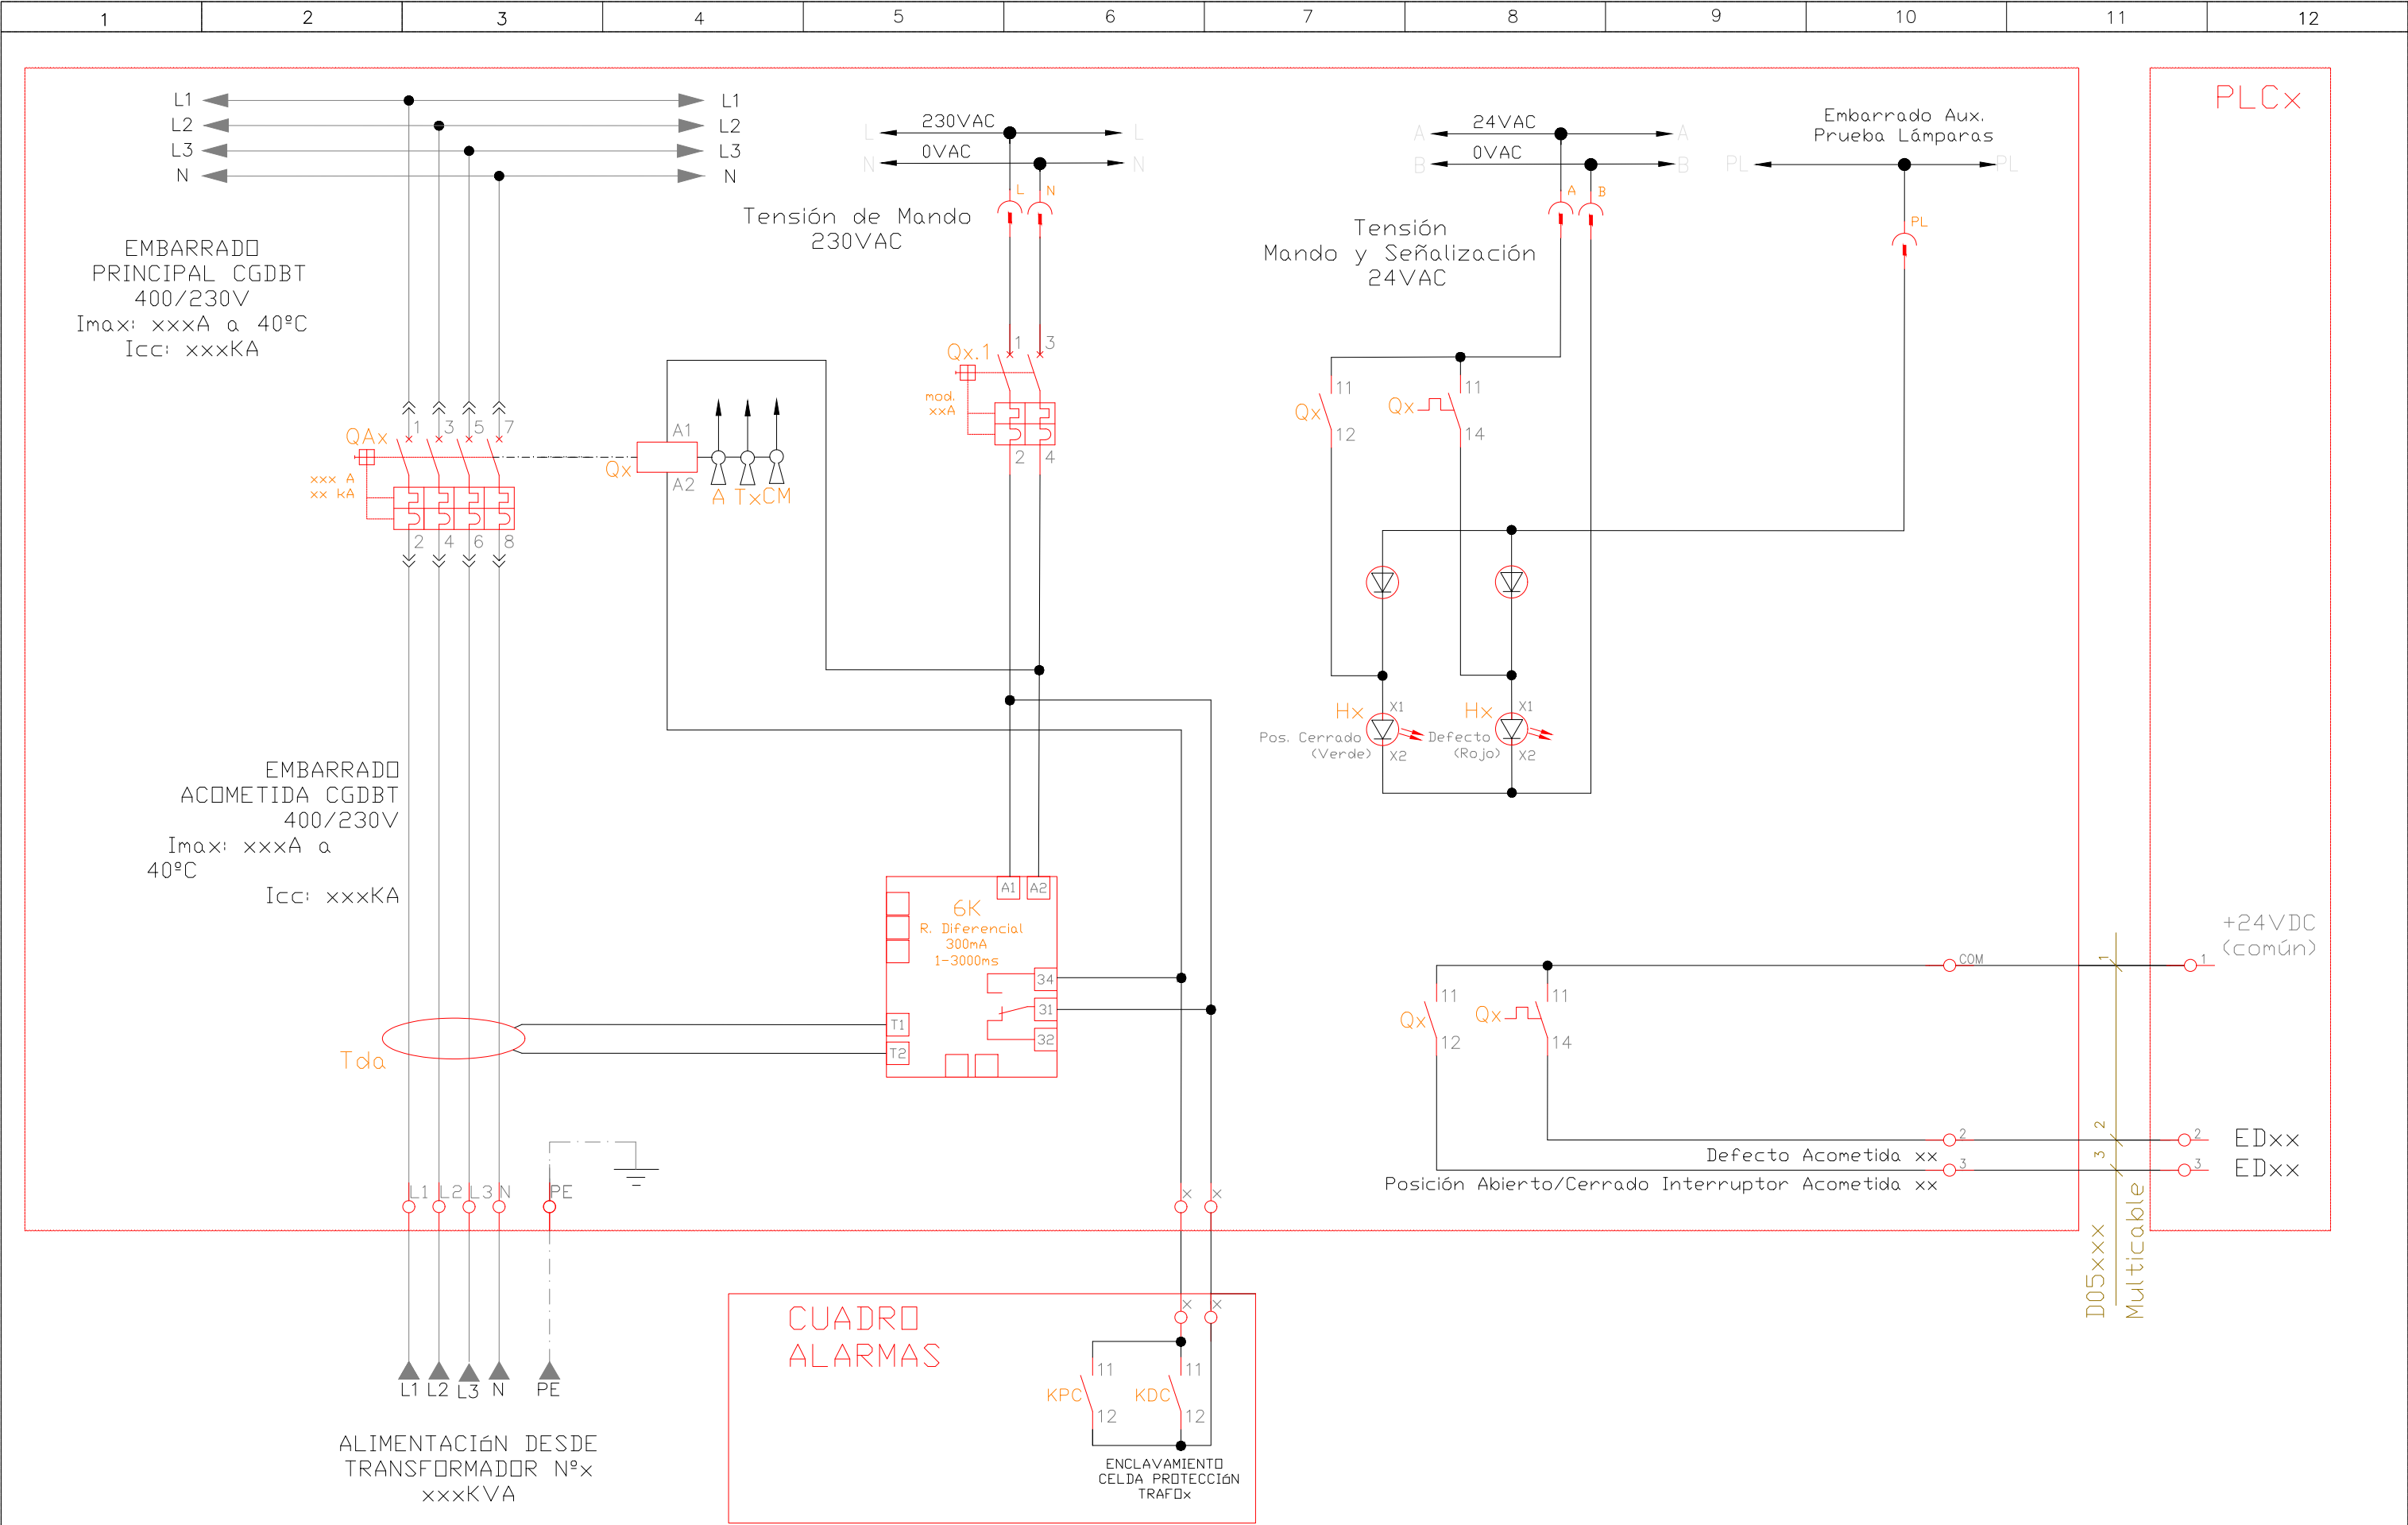 1 2 3 4 5 6 7 8 9 10 11 12
L1 L1
L2 L2
L3 L3
N N
EMBARRADO
PRINCIPAL CGDBT
400/230V
Imax: xxxA a 40ºC
Icc: xxxKA
230VAC
L L
0VAC
N N
L N
Tensión de Mando
230VAC
24VAC
A A
0VAC
B B
A B
Tensión
Mando y Señalización
24VAC
Embarrado Aux.
Prueba Lámparas
PL PL
PL
PLCx
QAx
1 3 5 7
xxx A
xx kA
2 4 6 8
A1
Qx
A2
A TxCM
Qx.1
1 3
mod.
xxA
2 4
11
Qx
12
11
Qx
14
Hx
X1
Pos. Cerrado
(Verde)
X2
Hx
X1
Defecto
(Rojo)
X2
EMBARRADO
ACOMETIDA CGDBT
400/230V
Imax: xxxA a
40ºC
Icc: xxxKA
A1 A2
6K
R. Diferencial
300mA
1-3000ms
34
31
32
T1
T2
Tda
+24VDC
(común)
COM
1
1
11
Qx
12
11
Qx
14
2
2
2
EDxx
Defecto Acometida xx
3
3
3
EDxx
Posición Abierto/Cerrado Interruptor Acometida xx
D05xxx
Multicable
L1 L2 L3 N PE
x x
x x
CUADRO
ALARMAS
11
KPC
12
11
KDC
12
ENCLAVAMIENTO
CELDA PROTECCIóN
TRAFOx
L1 L2 L3 N PE
ALIMENTACIóN DESDE
TRANSFORMADOR Nºx
xxxKVA